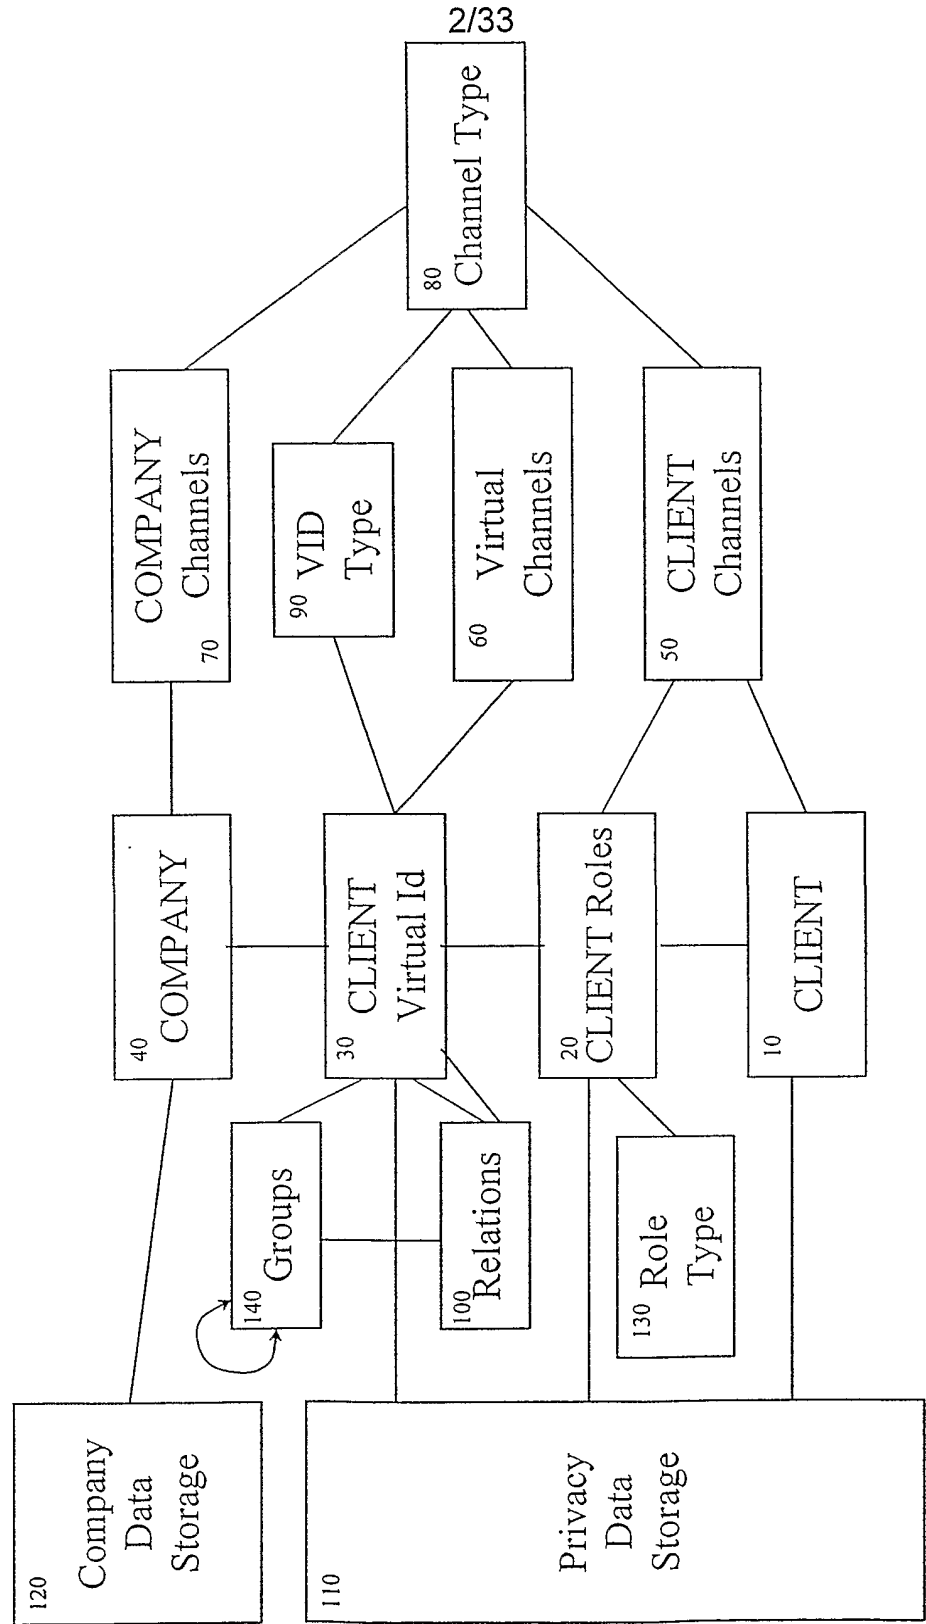 2/33
80
Channel Type
70
COMPANY
Channels
90
VID
Type
60
Virtual
Channels
50
CLIENT
Channels
40
COMPANY
30
CLIENT
Virtual Id
20
CLIENT Roles
10
CLIENT
140
Groups
100
Relations
130
Role
Type
120
Company
Data
Storage
110
Privacy
Data
Storage